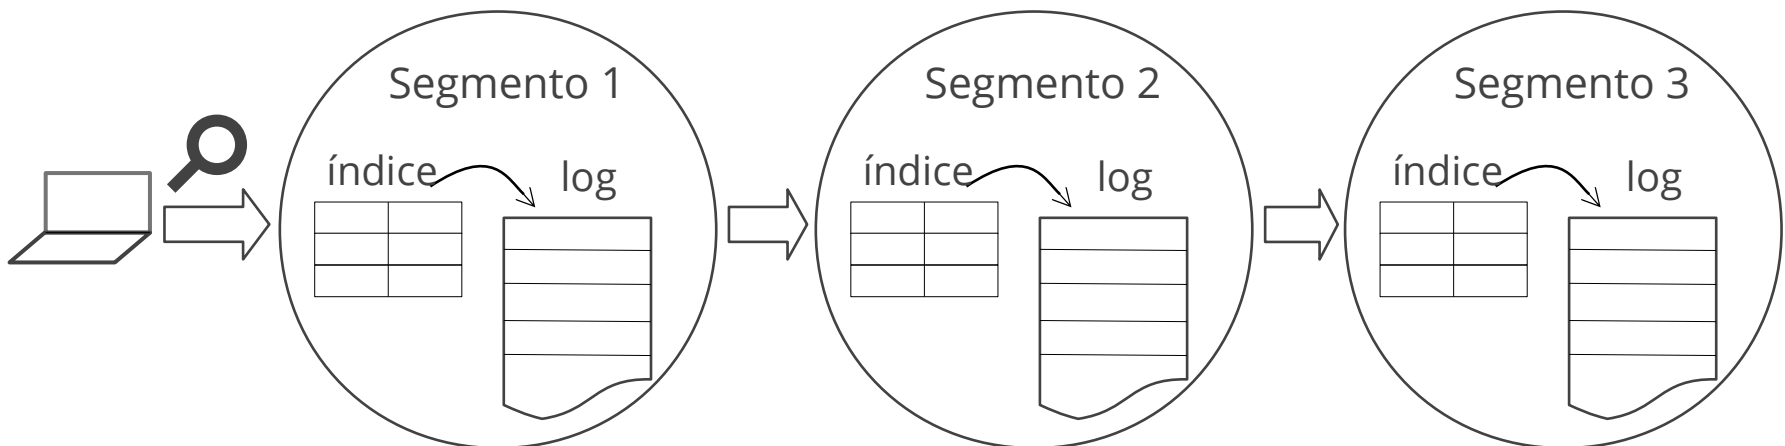 Segmento 1
índice
log
Segmento 2
índice
log
Segmento 3
índice
log